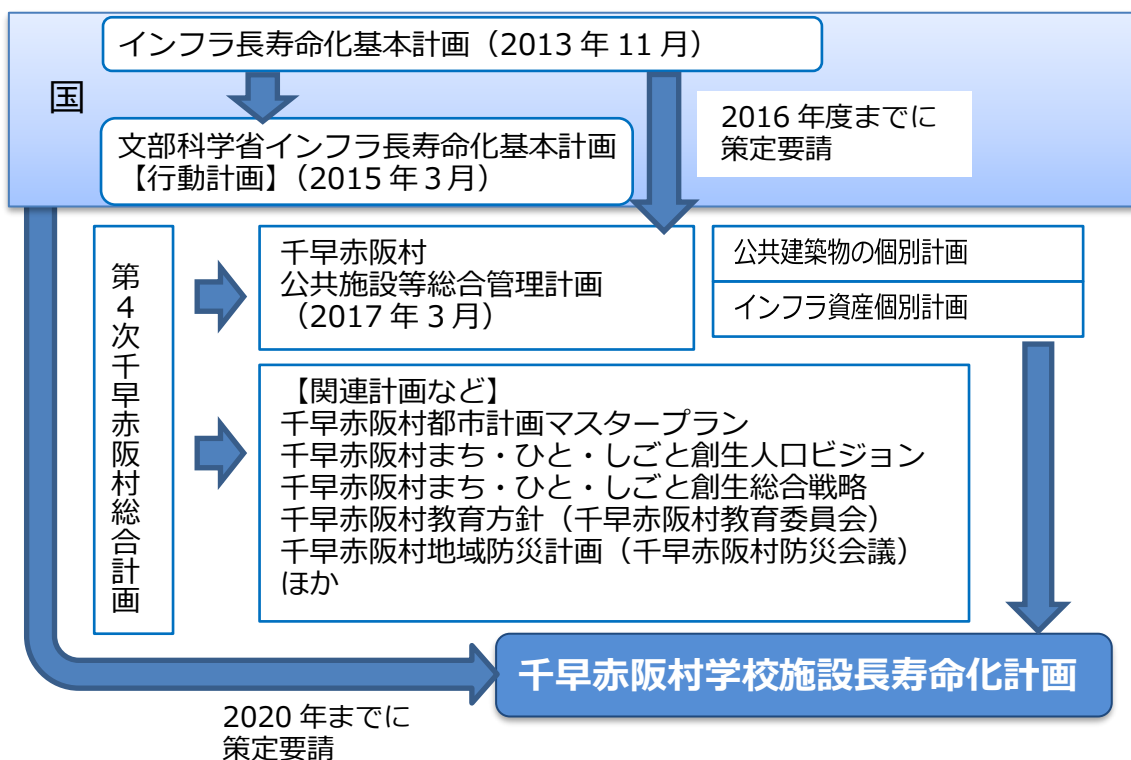 インフラ長寿命化基本計画（2013 年 11 月）
国
2016 年度までに
策定要請
文部科学省インフラ長寿命化基本計画
【行動計画】（2015 年３月）
第４次千早赤阪村総合計画
千早赤阪村
公共施設等総合管理計画
（2017 年 3 月）
公共建築物の個別計画
インフラ資産個別計画
【関連計画など】
千早赤阪村都市計画マスタープラン
千早赤阪村まち・ひと・しごと創生人口ビジョン
千早赤阪村まち・ひと・しごと創生総合戦略
千早赤阪村教育方針（千早赤阪村教育委員会）
千早赤阪村地域防災計画（千早赤阪村防災会議）
ほか
千早赤阪村学校施設長寿命化計画
2020 年までに
策定要請